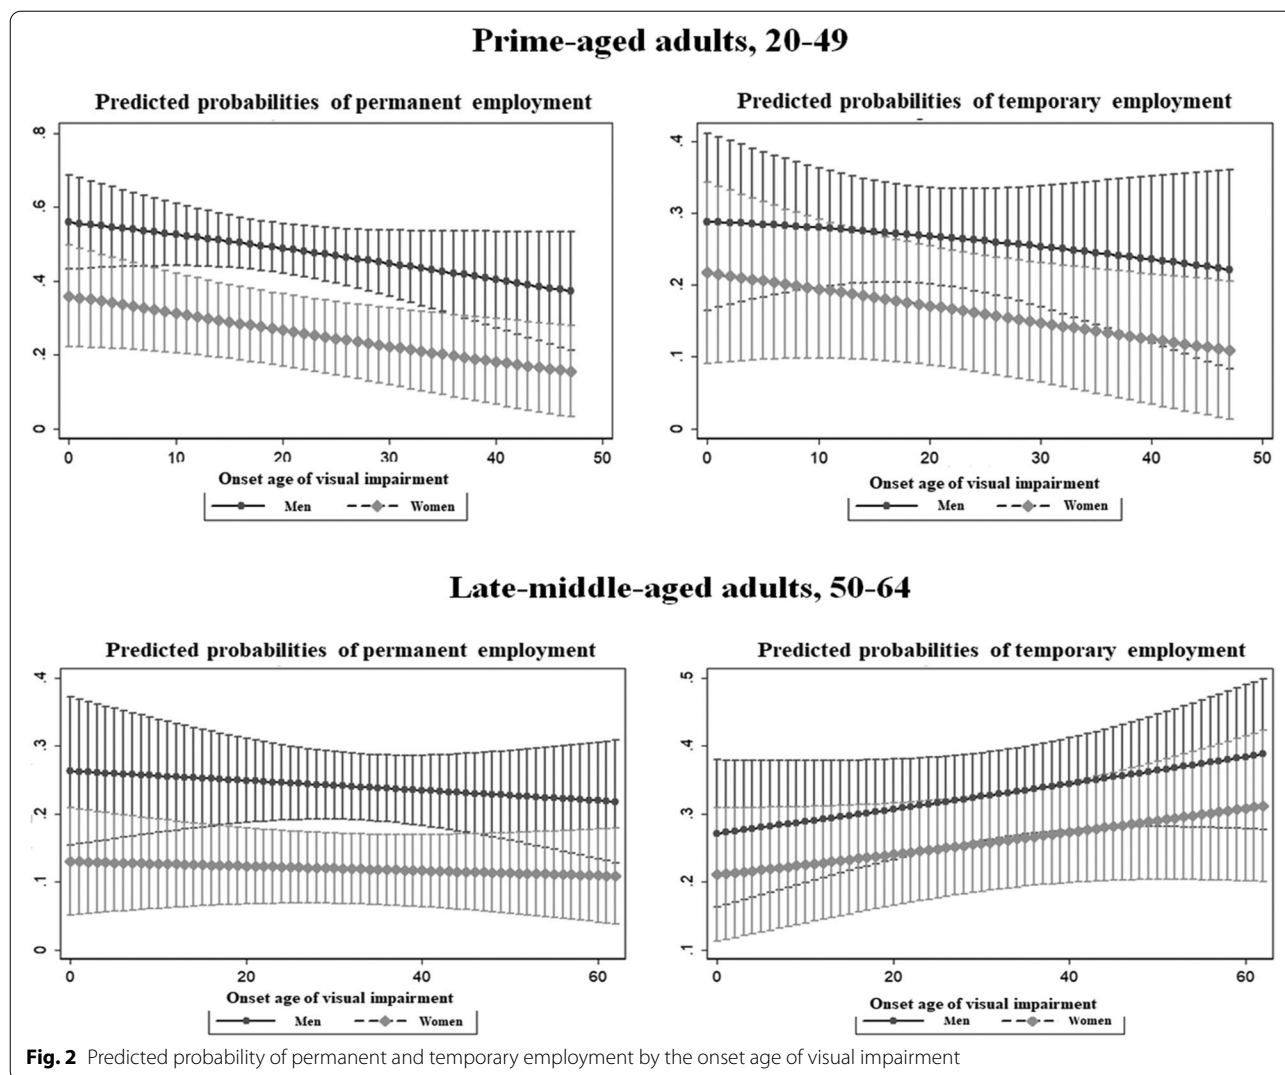 Prime-aged adults, 20-49
Predicted probabilities of permanent employment
.8
.6
.4
.2
0
0 10 20 30 40 50
Onset age of visual impairment
Men Women
Predicted probabilities of temporary employment
.4
.3
.2
.1
0
0 10 20 30 40 50
Onset age of visual impairment
Men Women
Late-middle-aged adults, 50-64
Predicted probabilities of permanent employment
.4
.3
.2
.1
0
0 20 40 60
Onset age of visual impairment
Men Women
Predicted probabilities of temporary employment
.5
.4
.3
.2
.1
0 20 40 60
Onset age of visual impairment
Men Women
Fig. 2 Predicted probability of permanent and temporary employment by the onset age of visual impairment